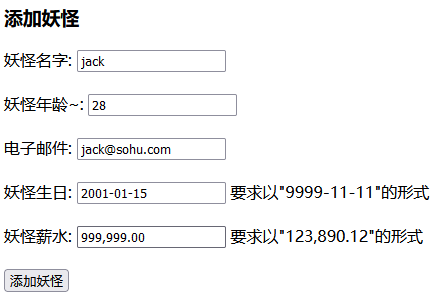 添加妖怪
妖怪名字: jack
妖怪年龄~: 28
电子邮件: jack@sohu.com
妖怪生日: 2001-01-15 要求以"9999-11-11"的形式
妖怪薪水: 999,999.00 要求以"123,890.12"的形式
添加妖怪